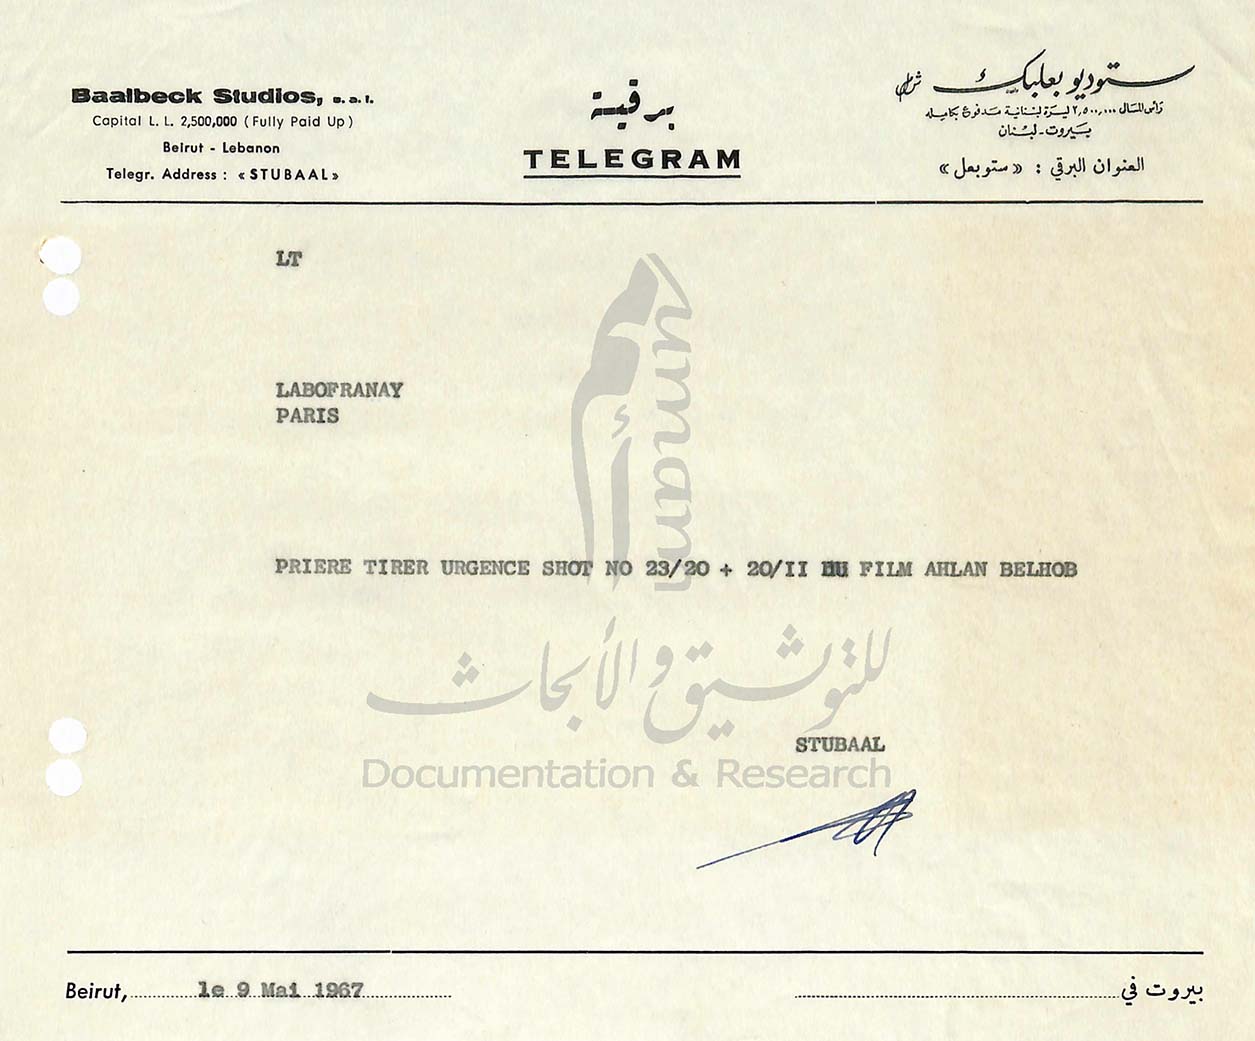 Baalbeck Studios, s.a.l.
Capital L. L. 2,500,000 (Fully Paid Up)
Beirut - Lebanon
Telegr. Address : «STUBAAL»
برقية
TELEGRAM
ستوديو بعلبك ش.م.ل
رأس المال ٢,٥٠٠,٠٠٠ ليرة لبنانية مدفوع بكامله
بيروت - لبنان
العنوان البرقي : «ستوبعل»
LT
LABOFRANAY
PARIS
PRIERE TIRER URGENCE SHOT NO 23/20 + 20/II DU FILM AHLAN BELHOB
STUBAAL
أمم
umam
للتوثيق والأبحاث
Documentation & Research
Beirut, le 9 Mai 1967
بيروت في